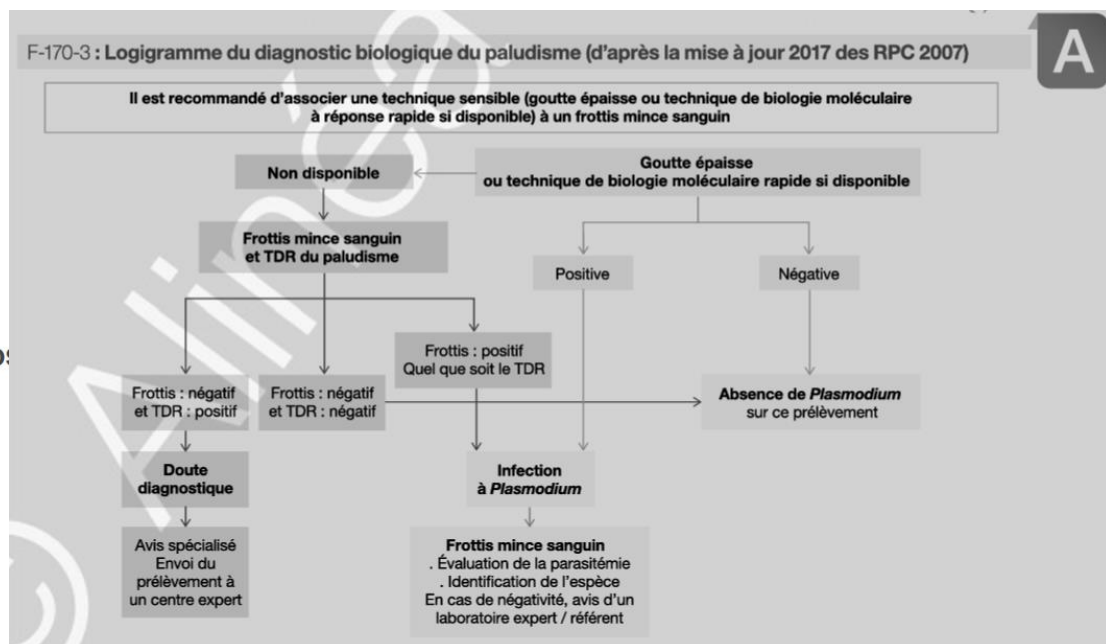 F-170-3 : Logigramme du diagnostic biologique du paludisme (d'après la mise à jour 2017 des RPC 2007)
A
Il est recommandé d'associer une technique sensible (goutte épaisse ou technique de biologie moléculaire
à réponse rapide si disponible) à un frottis mince sanguin
Non disponible
Goutte épaisse
ou technique de biologie moléculaire rapide si disponible
Frottis mince sanguin
et TDR du paludisme
Positive
Négative
Frottis : positif
Quel que soit le TDR
Frottis : négatif
et TDR : positif
Frottis : négatif
et TDR : négatif
Absence de Plasmodium
sur ce prélèvement
Doute
diagnostique
Infection
à Plasmodium
Avis spécialisé
Envoi du
prélèvement à
un centre expert
Frottis mince sanguin
. Évaluation de la parasitémie
. Identification de l'espèce
En cas de négativité, avis d'un
laboratoire expert / référent
© Alinéa